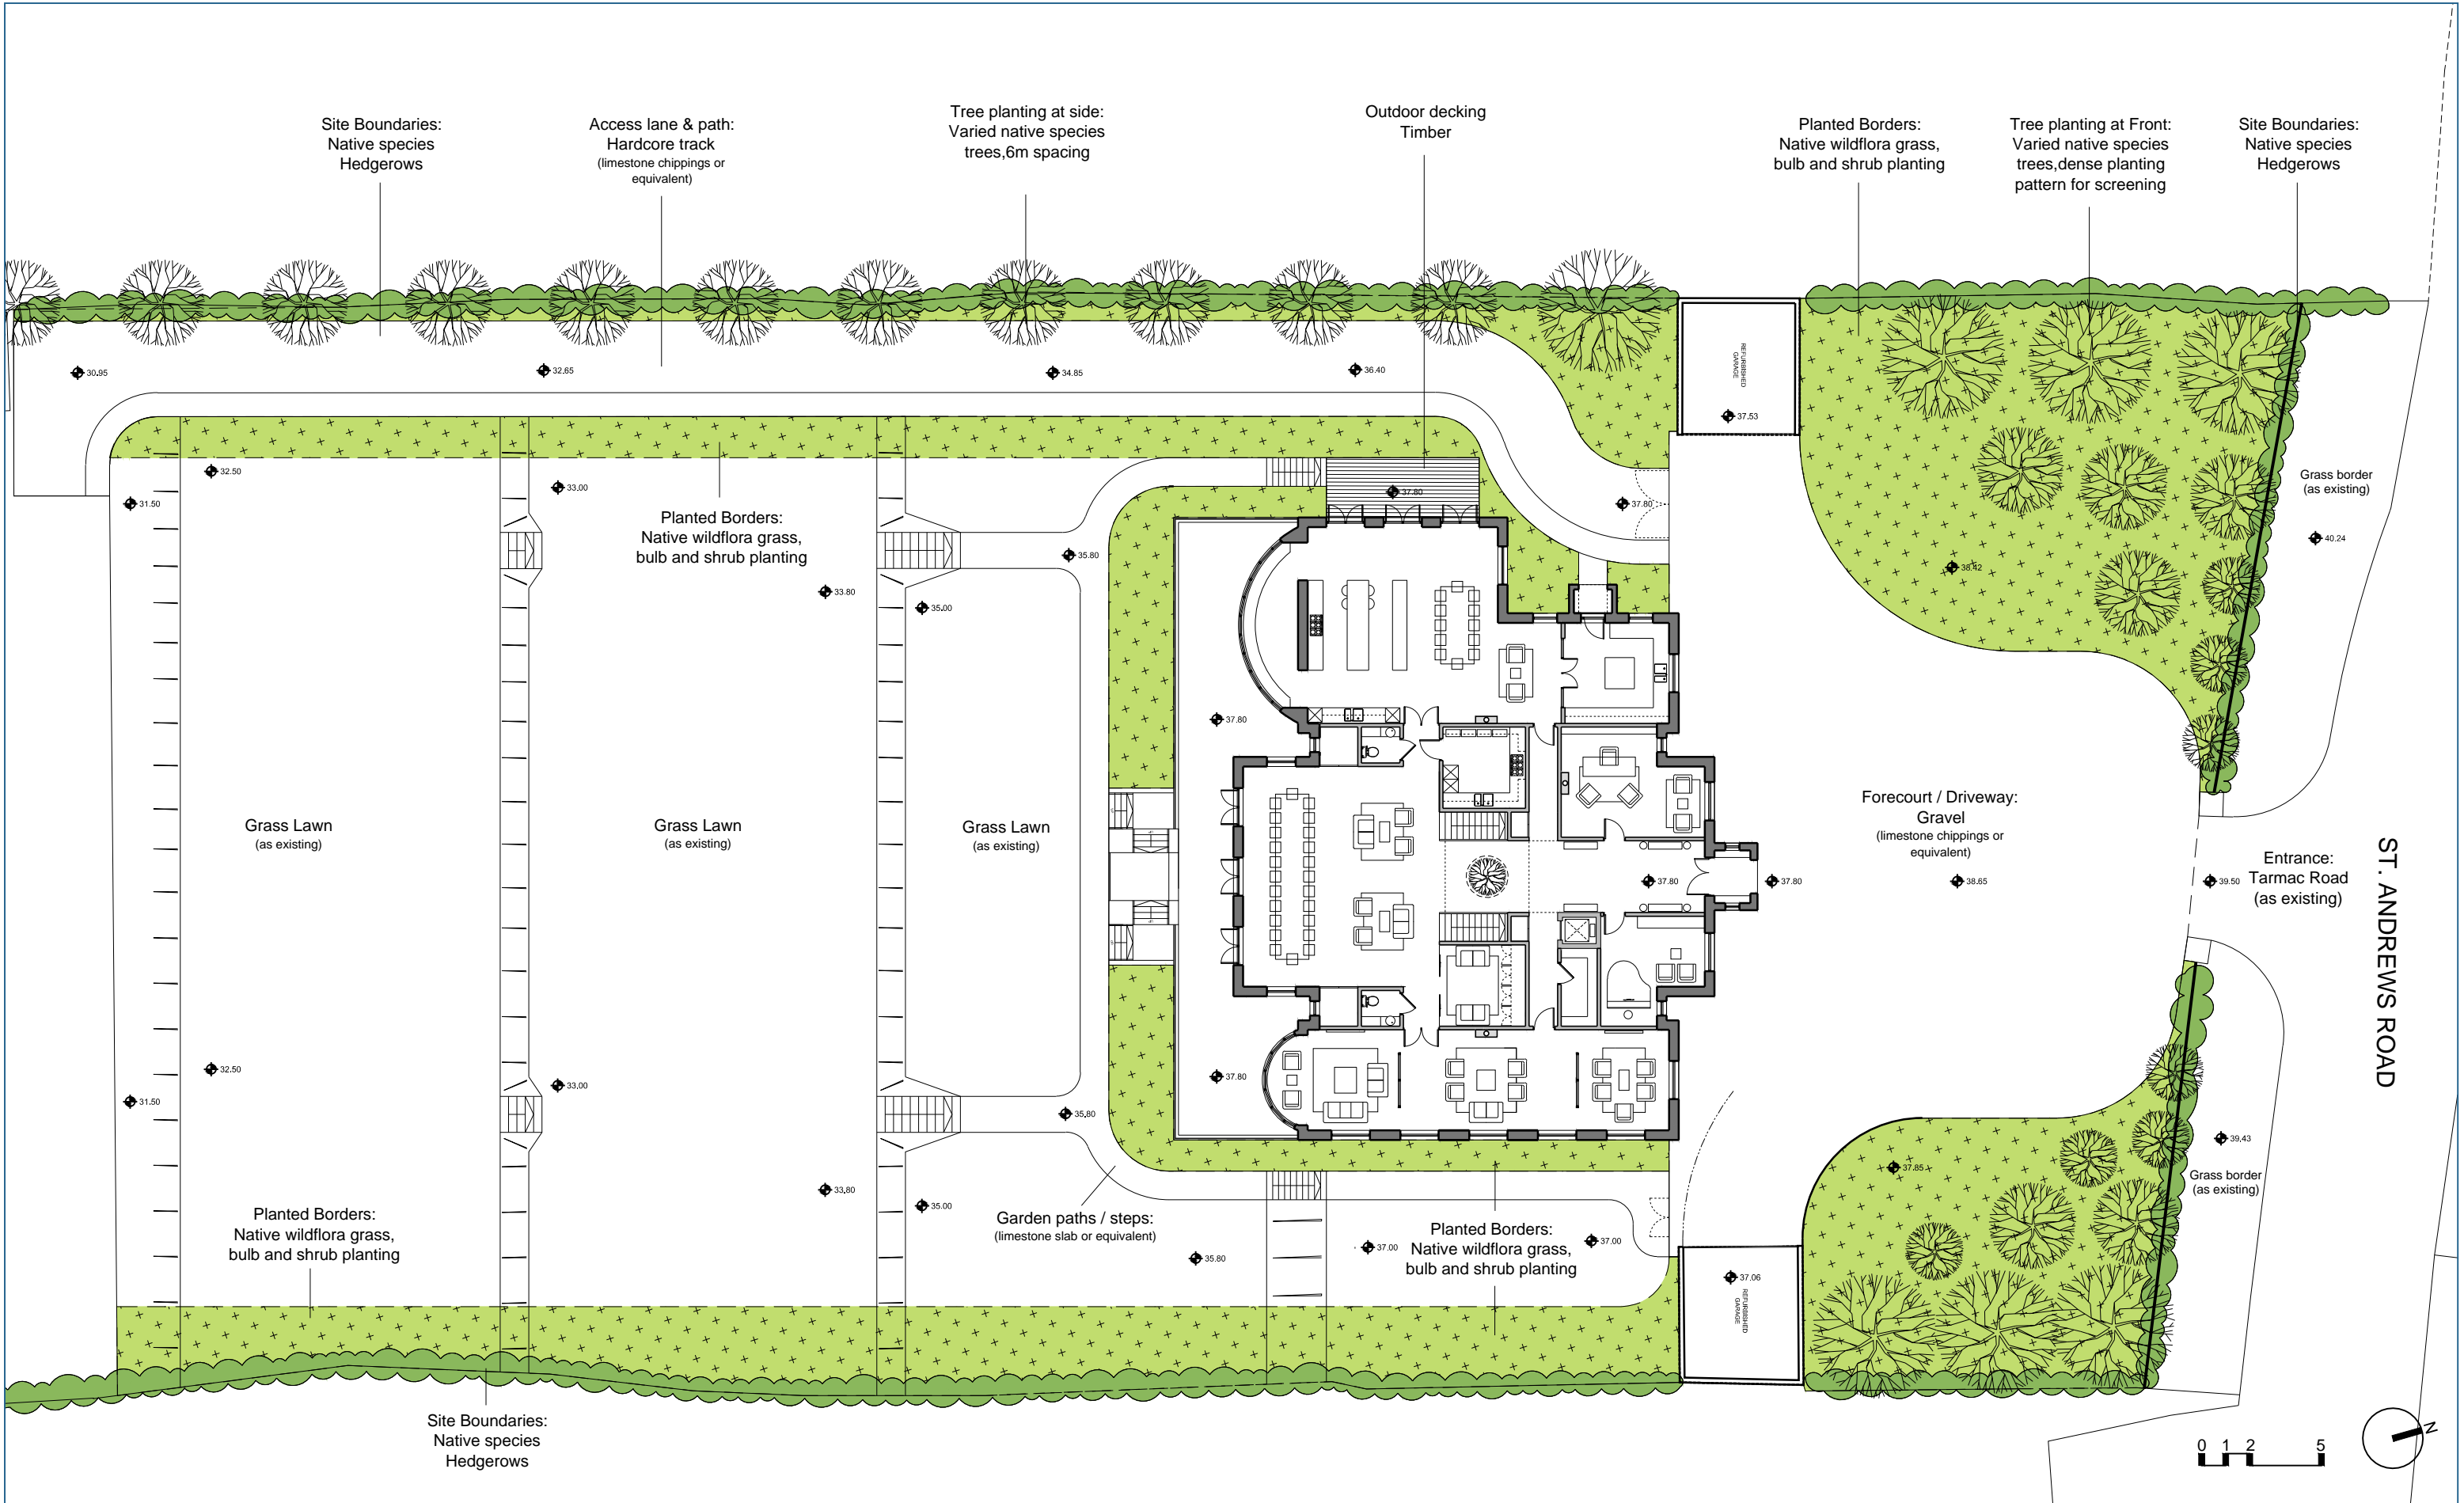 Site Boundaries:
Native species
Hedgerows
Access lane & path:
Hardcore track
(limestone chippings or
equivalent)
Tree planting at side:
Varied native species
trees,6m spacing
Outdoor decking
Timber
Planted Borders:
Native wildflora grass,
bulb and shrub planting
Tree planting at Front:
Varied native species
trees,dense planting
pattern for screening
Site Boundaries:
Native species
Hedgerows
30.95
32.65
34.85
36.40
REFURBISHED
GARAGE
37.53
32.50
31.50
33.00
37.80
37.80
Grass border
(as existing)
40.24
Planted Borders:
Native wildflora grass,
bulb and shrub planting
35.80
33.80
35.00
38.42
37.80
Grass Lawn
(as existing)
Grass Lawn
(as existing)
Grass Lawn
(as existing)
Forecourt / Driveway:
Gravel
(limestone chippings or
equivalent)
37.80
37.80
38.65
39.50
Entrance:
Tarmac Road
(as existing)
ST. ANDREWS ROAD
32.50
31.50
33.00
37.80
35.80
39.43
37.85
Grass border
(as existing)
33.80
35.00
Planted Borders:
Native wildflora grass,
bulb and shrub planting
Garden paths / steps:
(limestone slab or equivalent)
35.80
37.00
Planted Borders:
Native wildflora grass,
bulb and shrub planting
37.00
37.06
REFURBISHED
GARAGE
Site Boundaries:
Native species
Hedgerows
0 1 2 5
N